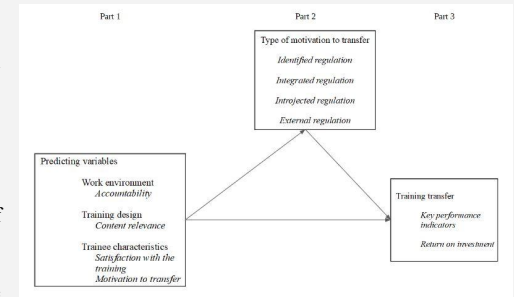 Part 1
Part 2
Part 3
Type of motivation to transfer
Identified regulation
Integrated regulation
Introjected regulation
External regulation
Predicting variables
Work environment
Accountability
Training design
Content relevance
Trainee characteristics
Satisfaction with the
training
Motivation to transfer
Training transfer
Key performance
indicators
Return on investment